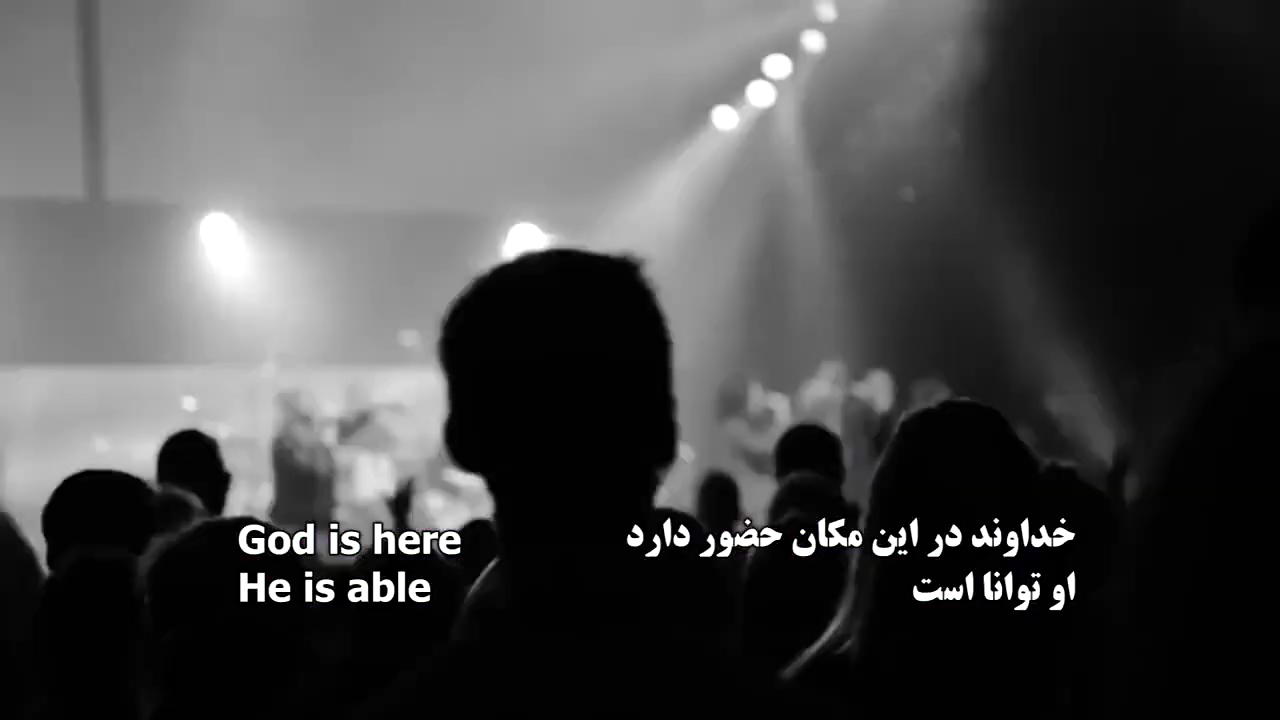 God is here
He is able
خداوند در این مکان حضور دارد
او توانا است